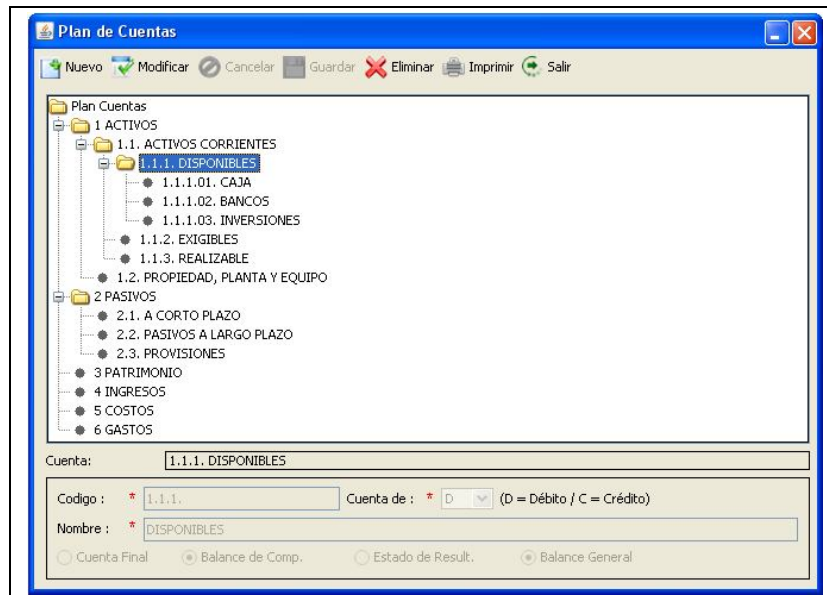 Plan de Cuentas
Nuevo Modificar Cancelar Guardar Eliminar Imprimir Salir
Plan Cuentas
1 ACTIVOS
1.1. ACTIVOS CORRIENTES
1.1.1. DISPONIBLES
1.1.1.01. CAJA
1.1.1.02. BANCOS
1.1.1.03. INVERSIONES
1.1.2. EXIGIBLES
1.1.3. REALIZABLE
1.2. PROPIEDAD, PLANTA Y EQUIPO
2 PASIVOS
2.1. A CORTO PLAZO
2.2. PASIVOS A LARGO PLAZO
2.3. PROVISIONES
3 PATRIMONIO
4 INGRESOS
5 COSTOS
6 GASTOS
Cuenta: 1.1.1. DISPONIBLES
Codigo : * 1.1.1. Cuenta de : * D (D = Débito / C = Crédito)
Nombre : * DISPONIBLES
Cuenta Final Balance de Comp. Estado de Result. Balance General